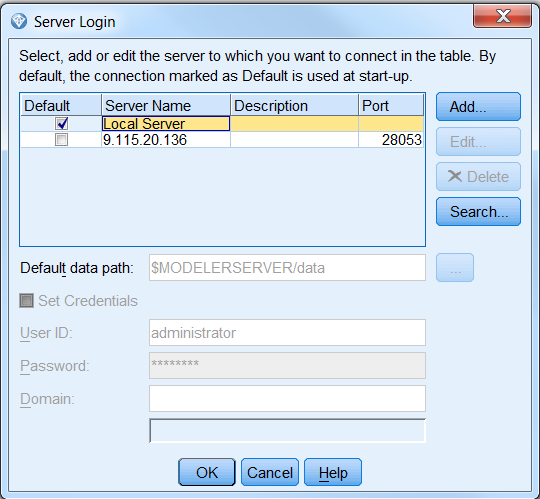 Server Login
Select, add or edit the server to which you want to connect in the table. By
default, the connection marked as Default is used at start-up.
Default Server Name Description Port
Local Server
9.115.20.136 28053
Add...
Edit...
Delete
Search...
Default data path: $MODELERSERVER/data ...
Set Credentials
User ID: administrator
Password: ********
Domain:
OK Cancel Help